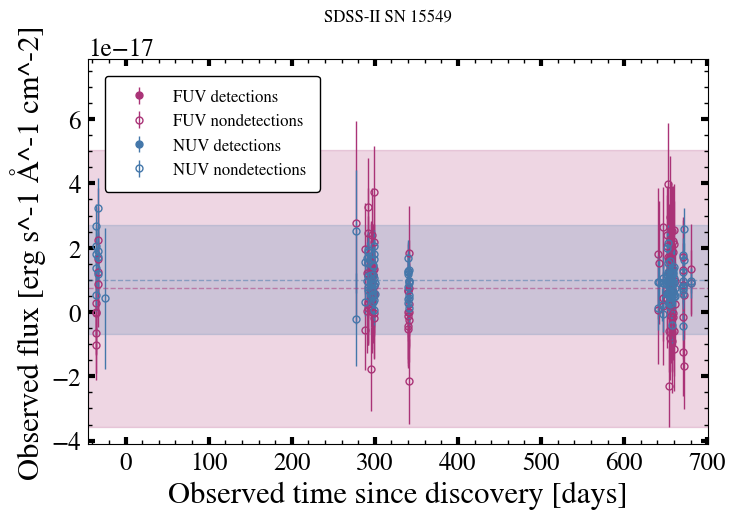 SDSS-II SN 15549
1e−17
Observed flux [erg s^-1 Å^-1 cm^-2]
6
4
2
0
−2
−4
FUV detections
FUV nondetections
NUV detections
NUV nondetections
0 100 200 300 400 500 600 700
Observed time since discovery [days]